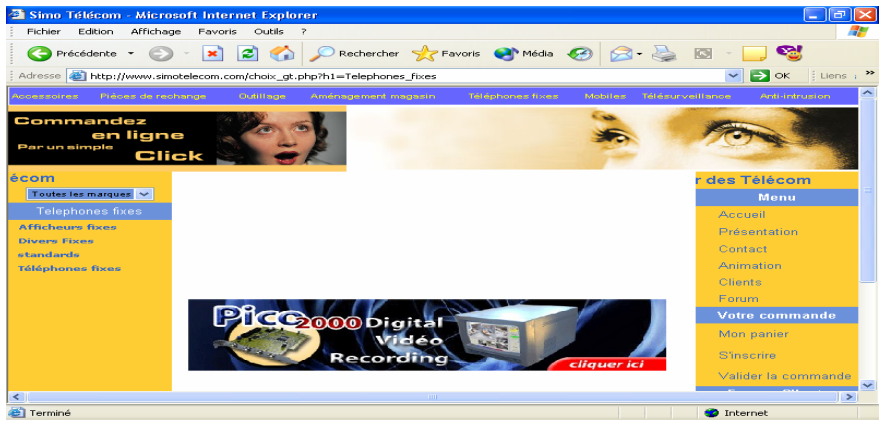 Simo Télécom - Microsoft Internet Explorer
Fichier Edition Affichage Favoris Outils ?
Précédente Rechercher Favoris Média
Adresse http://www.simotelecom.com/choix_gt.php?h1=Telephones_fixes OK Liens
Accessoires Pièces de rechange Outillage Aménagement magasin Téléphones fixes Mobiles Télésurveillance Anti-intrusion
Commandez
en ligne
Par un simple
Click
écom
r des Télécom
Toutes les marques
Telephones fixes
Afficheurs fixes
Divers Fixes
standards
Téléphones fixes
Pico2000 Digital
Vidéo
Recording
cliquer ici
Menu
Accueil
Présentation
Contact
Animation
Clients
Forum
Votre commande
Mon panier
S'inscrire
Valider la commande
Terminé
Internet